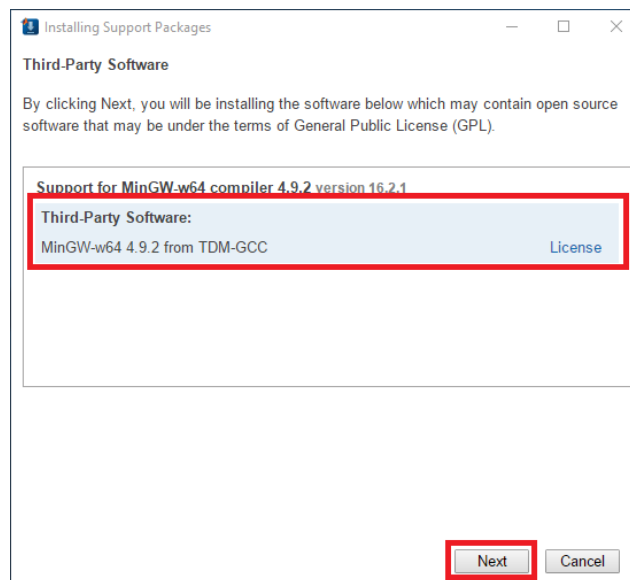 Installing Support Packages
Third-Party Software
By clicking Next, you will be installing the software below which may contain open source
software that may be under the terms of General Public License (GPL).
Support for MinGW-w64 compiler 4.9.2 version 16.2.1
Third-Party Software:
MinGW-w64 4.9.2 from TDM-GCC License
Next Cancel